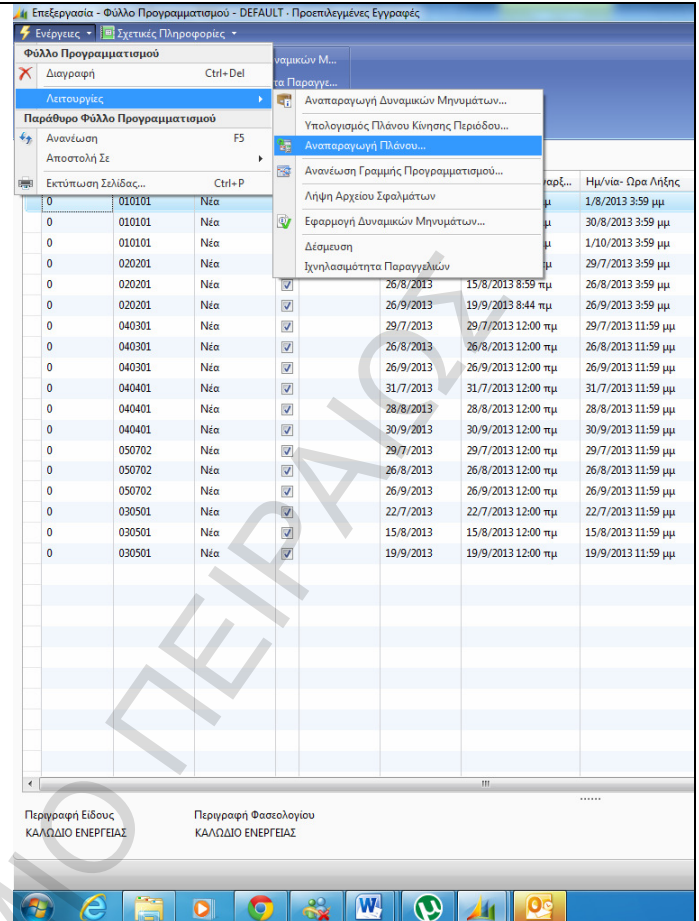 Επεξεργασία - Φύλλο Προγραμματισμού - DEFAULT · Προεπιλεγμένες Εγγραφές
Ενέργειες Σχετικές Πληροφορίες
Φύλλο Προγραμματισμού
ναμικών Μ...
Διαγραφή Ctrl+Del
τα Παραγγε...
Λειτουργίες
Αναπαραγωγή Δυναμικών Μηνυμάτων...
Παράθυρο Φύλλο Προγραμματισμού
Υπολογισμός Πλάνου Κίνησης Περιόδου...
Ανανέωση F5
Αναπαραγωγή Πλάνου...
Αποστολή Σε
Ανανέωση Γραμμής Προγραμματισμού...
Εκτύπωση Σελίδας... Ctrl+P
Λήψη Αρχείου Σφαλμάτων
Εφαρμογή Δυναμικών Μηνυμάτων...
Δέσμευση
Ιχνηλασιμότητα Παραγγελιών
ναρξ... Ημ/νία- Ωρα Λήξης
0 010101 Νέα μ 1/8/2013 3:59 μμ
0 010101 Νέα μ 30/8/2013 3:59 μμ
0 010101 Νέα μ 1/10/2013 3:59 μμ
0 020201 Νέα μ 29/7/2013 3:59 μμ
0 020201 Νέα 26/8/2013 15/8/2013 8:59 πμ 26/8/2013 3:59 μμ
0 020201 Νέα 26/9/2013 19/9/2013 8:44 πμ 26/9/2013 3:59 μμ
0 040301 Νέα 29/7/2013 29/7/2013 12:00 πμ 29/7/2013 11:59 μμ
0 040301 Νέα 26/8/2013 26/8/2013 12:00 πμ 26/8/2013 11:59 μμ
0 040301 Νέα 26/9/2013 26/9/2013 12:00 πμ 26/9/2013 11:59 μμ
0 040401 Νέα 31/7/2013 31/7/2013 12:00 πμ 31/7/2013 11:59 μμ
0 040401 Νέα 28/8/2013 28/8/2013 12:00 πμ 28/8/2013 11:59 μμ
0 040401 Νέα 30/9/2013 30/9/2013 12:00 πμ 30/9/2013 11:59 μμ
0 050702 Νέα 29/7/2013 29/7/2013 12:00 πμ 29/7/2013 11:59 μμ
0 050702 Νέα 26/8/2013 26/8/2013 12:00 πμ 26/8/2013 11:59 μμ
0 050702 Νέα 26/9/2013 26/9/2013 12:00 πμ 26/9/2013 11:59 μμ
0 030501 Νέα 22/7/2013 22/7/2013 12:00 πμ 22/7/2013 11:59 μμ
0 030501 Νέα 15/8/2013 15/8/2013 12:00 πμ 15/8/2013 11:59 μμ
0 030501 Νέα 19/9/2013 19/9/2013 12:00 πμ 19/9/2013 11:59 μμ
Περιγραφή Είδους Περιγραφή Φασεολογίου
ΚΑΛΩΔΙΟ ΕΝΕΡΓΕΙΑΣ ΚΑΛΩΔΙΟ ΕΝΕΡΓΕΙΑΣ
ΠΕΙΡΑΙΩΣ